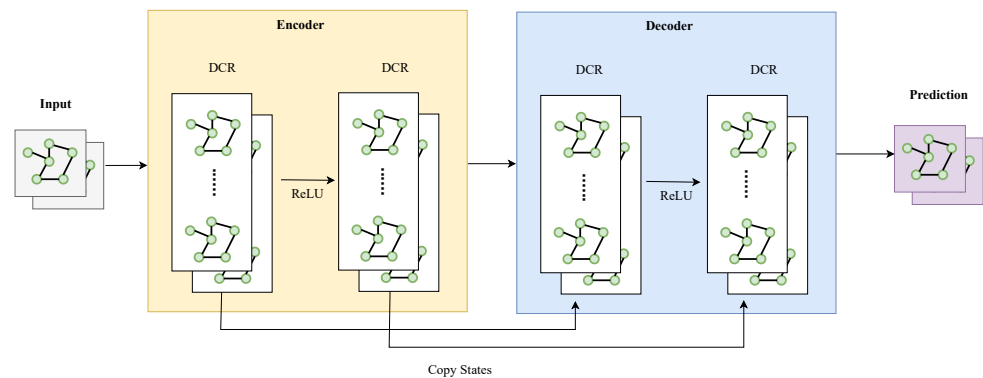 Encoder
Decoder
DCR
DCR
DCR
DCR
Input
Prediction
ReLU
ReLU
Copy States